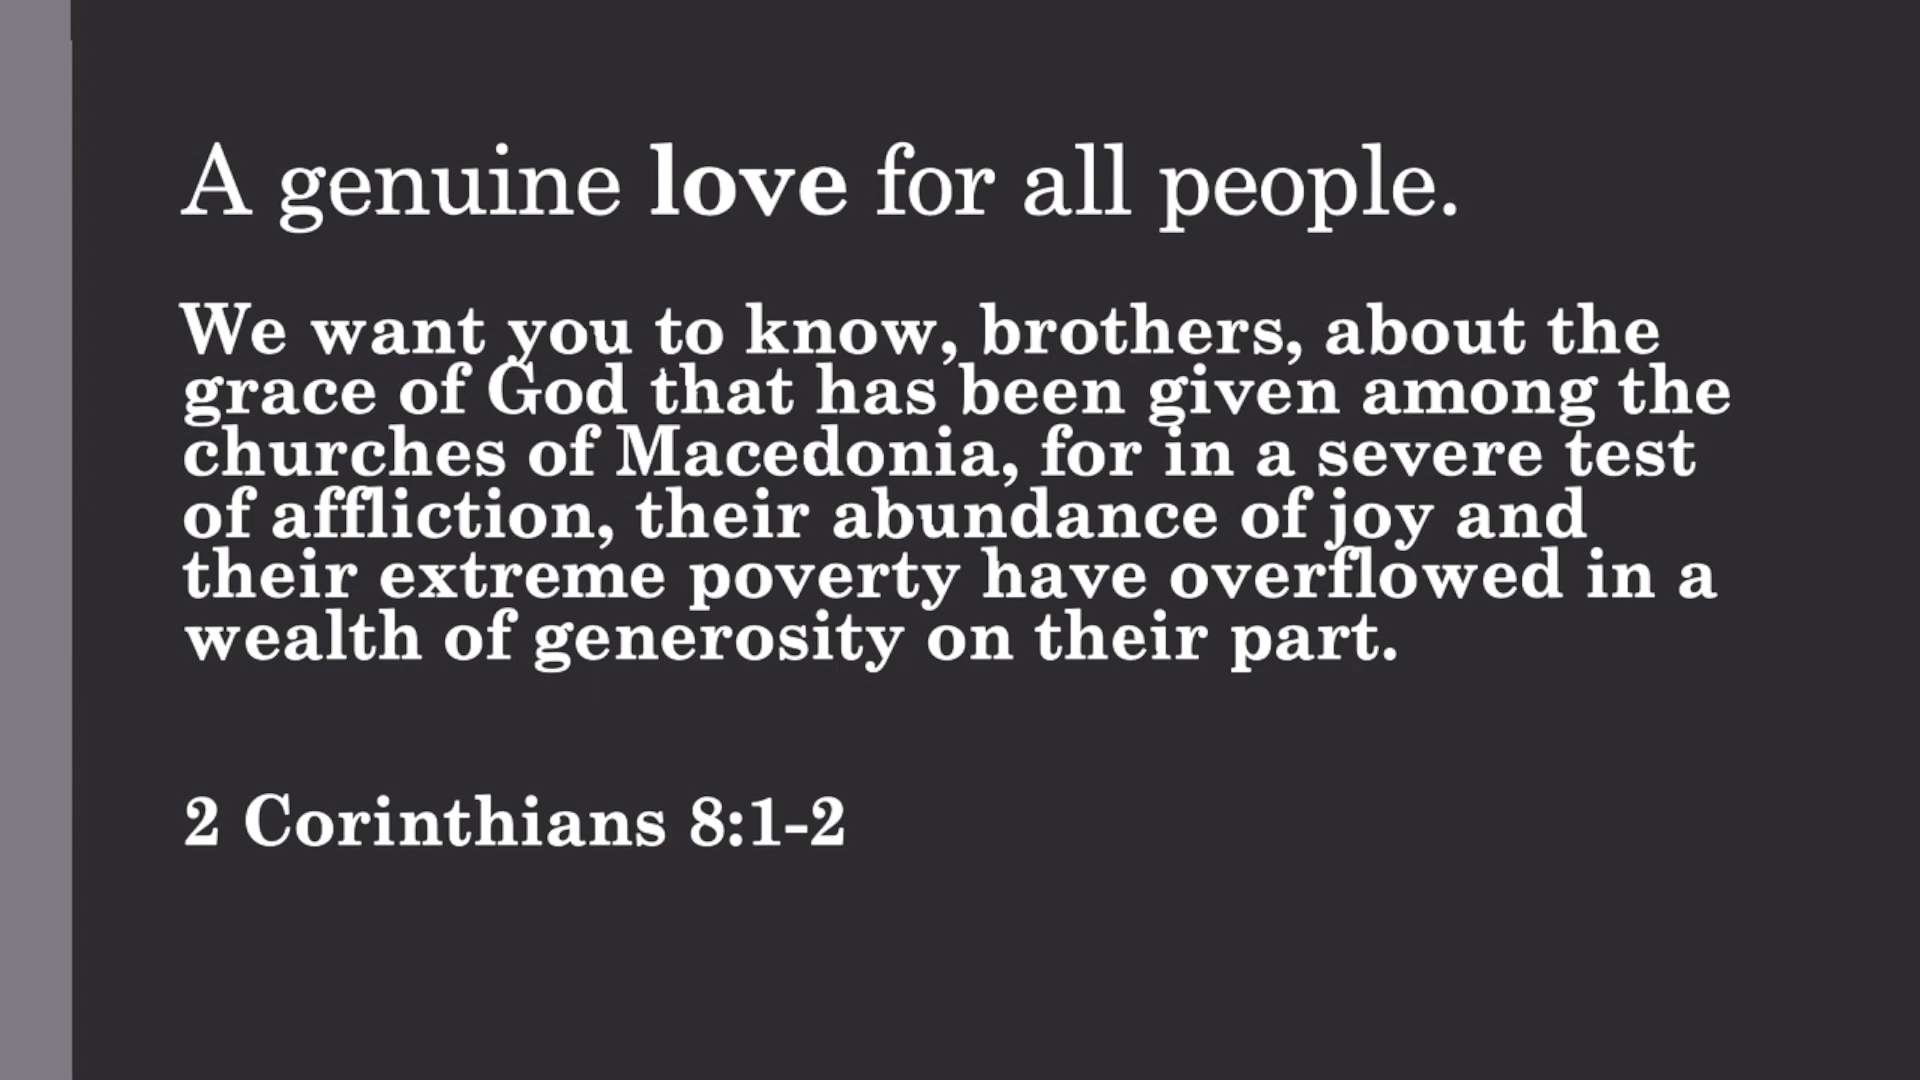 A genuine love for all people.
We want you to know, brothers, about the
grace of God that has been given among the
churches of Macedonia, for in a severe test
of affliction, their abundance of joy and
their extreme poverty have overflowed in a
wealth of generosity on their part.
2 Corinthians 8:1-2